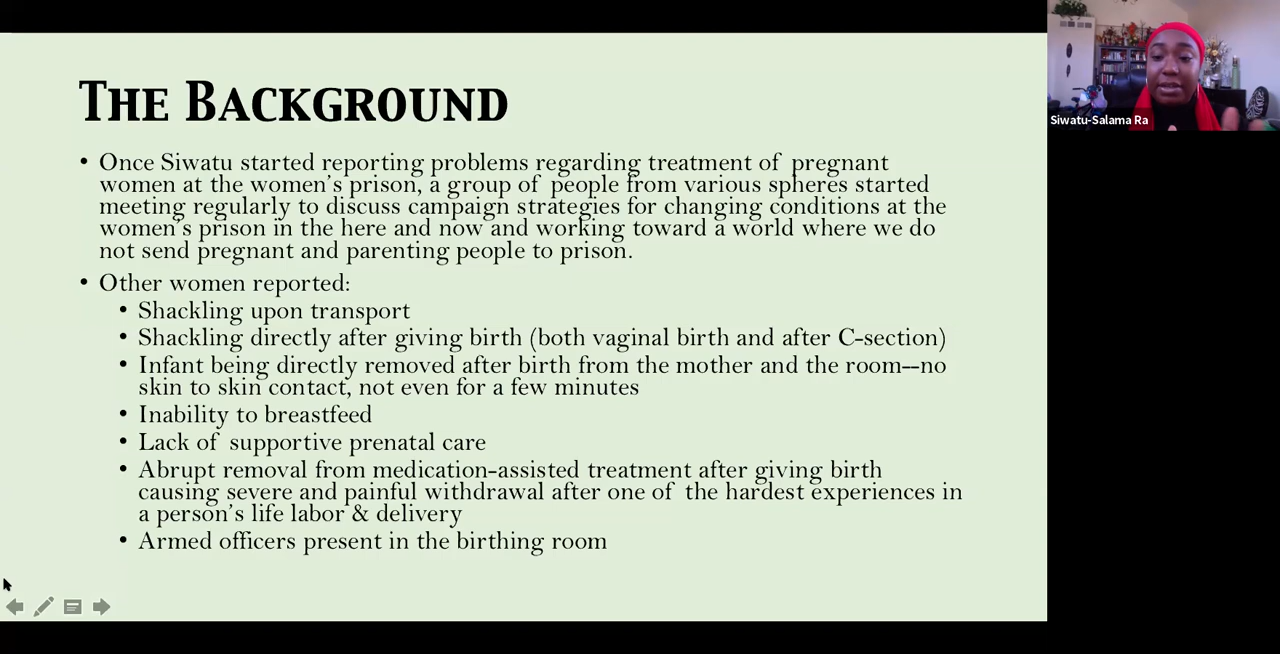 THE BACKGROUND
• Once Siwatu started reporting problems regarding treatment of pregnant
women at the women's prison, a group of people from various spheres started
meeting regularly to discuss campaign strategies for changing conditions at the
women's prison in the here and now and working toward a world where we do
not send pregnant and parenting people to prison.
• Other women reported:
• Shackling upon transport
• Shackling directly after giving birth (both vaginal birth and after C-section)
• Infant being directly removed after birth from the mother and the room--no
skin to skin contact, not even for a few minutes
• Inability to breastfeed
• Lack of supportive prenatal care
• Abrupt removal from medication-assisted treatment after giving birth
causing severe and painful withdrawal after one of the hardest experiences in
a person's life labor & delivery
• Armed officers present in the birthing room
Siwatu-Salama Ra